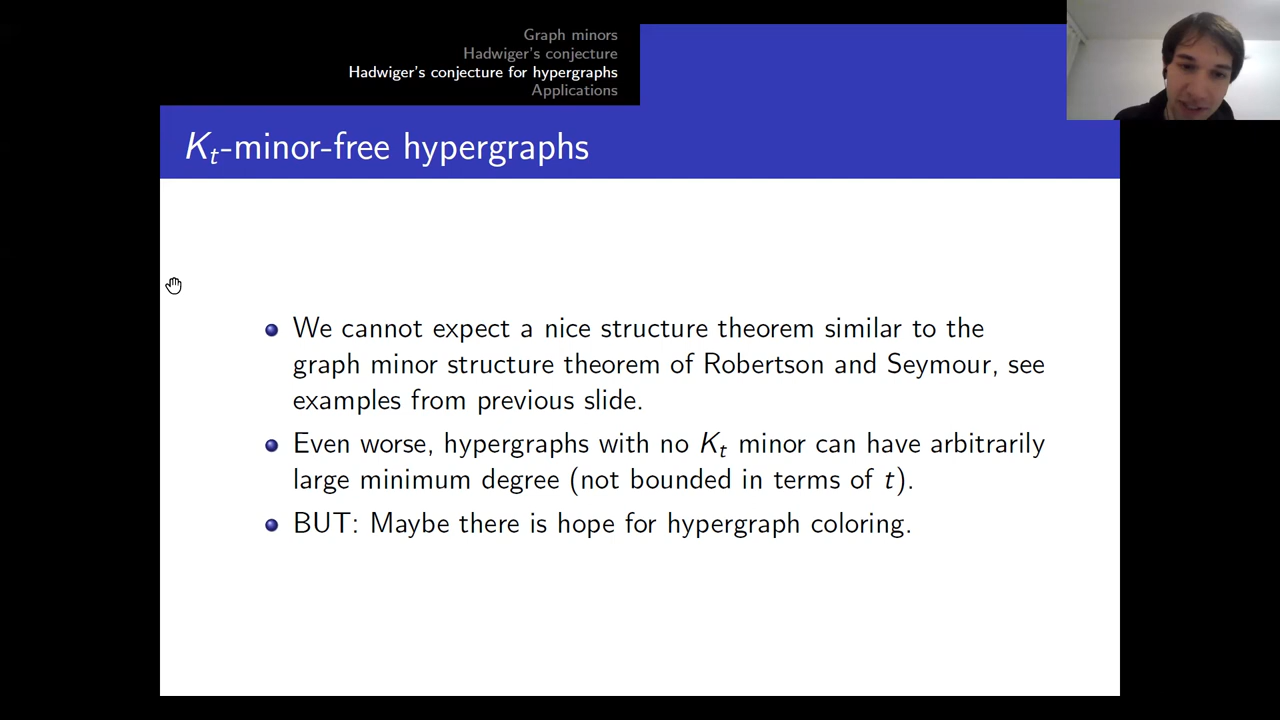 Graph minors
Hadwiger's conjecture
Hadwiger's conjecture for hypergraphs
Applications
K_t-minor-free hypergraphs
We cannot expect a nice structure theorem similar to the
graph minor structure theorem of Robertson and Seymour, see
examples from previous slide.
Even worse, hypergraphs with no K_t minor can have arbitrarily
large minimum degree (not bounded in terms of t).
BUT: Maybe there is hope for hypergraph coloring.